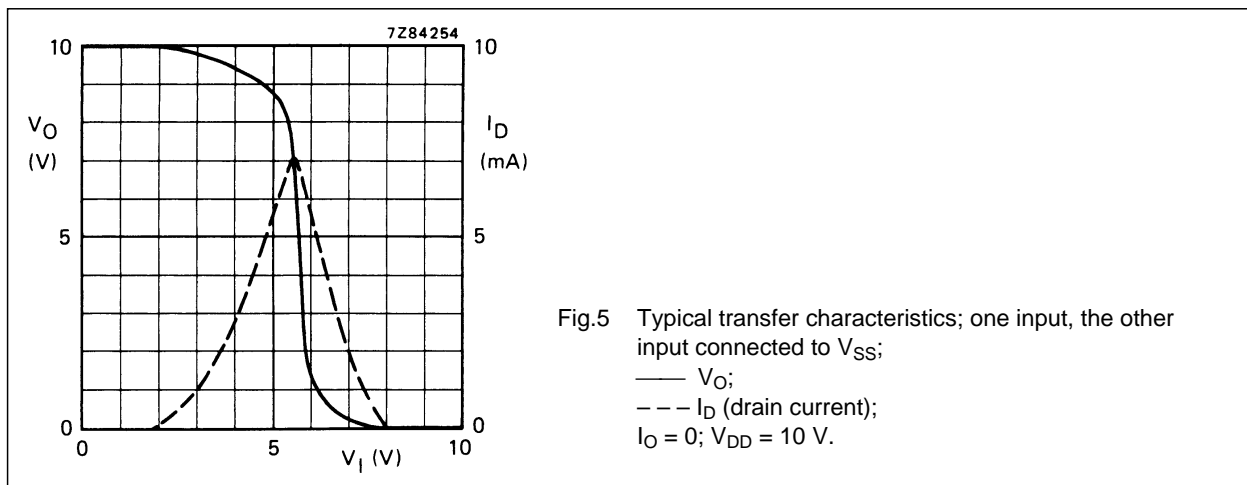 7Z84254
10
10
V_O
(V)
I_D
(mA)
5
5
0
0
0
5
10
V_I (V)
Fig.5 Typical transfer characteristics; one input, the other
input connected to V_SS;
—— V_O;
– – – I_D (drain current);
I_O = 0; V_DD = 10 V.